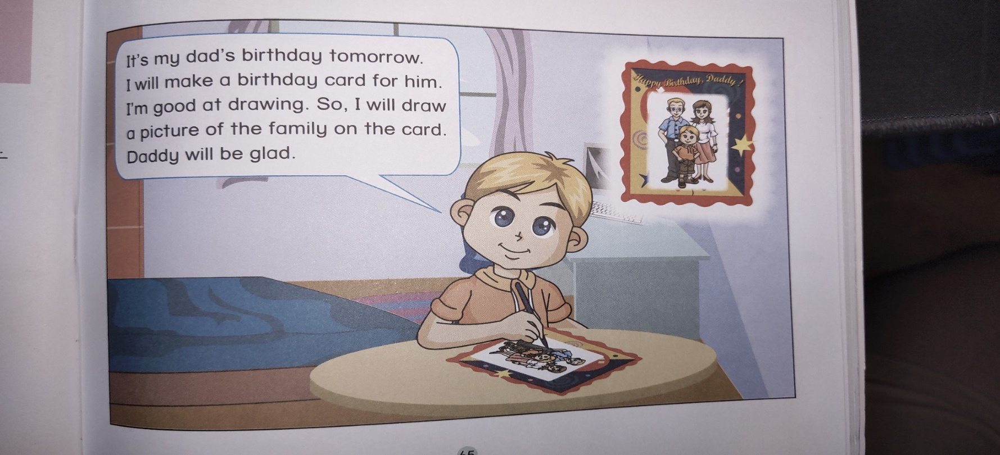 It's my dad's birthday tomorrow.
I will make a birthday card for him.
I'm good at drawing. So, I will draw
a picture of the family on the card.
Daddy will be glad.
Happy Birthday, Daddy!
65